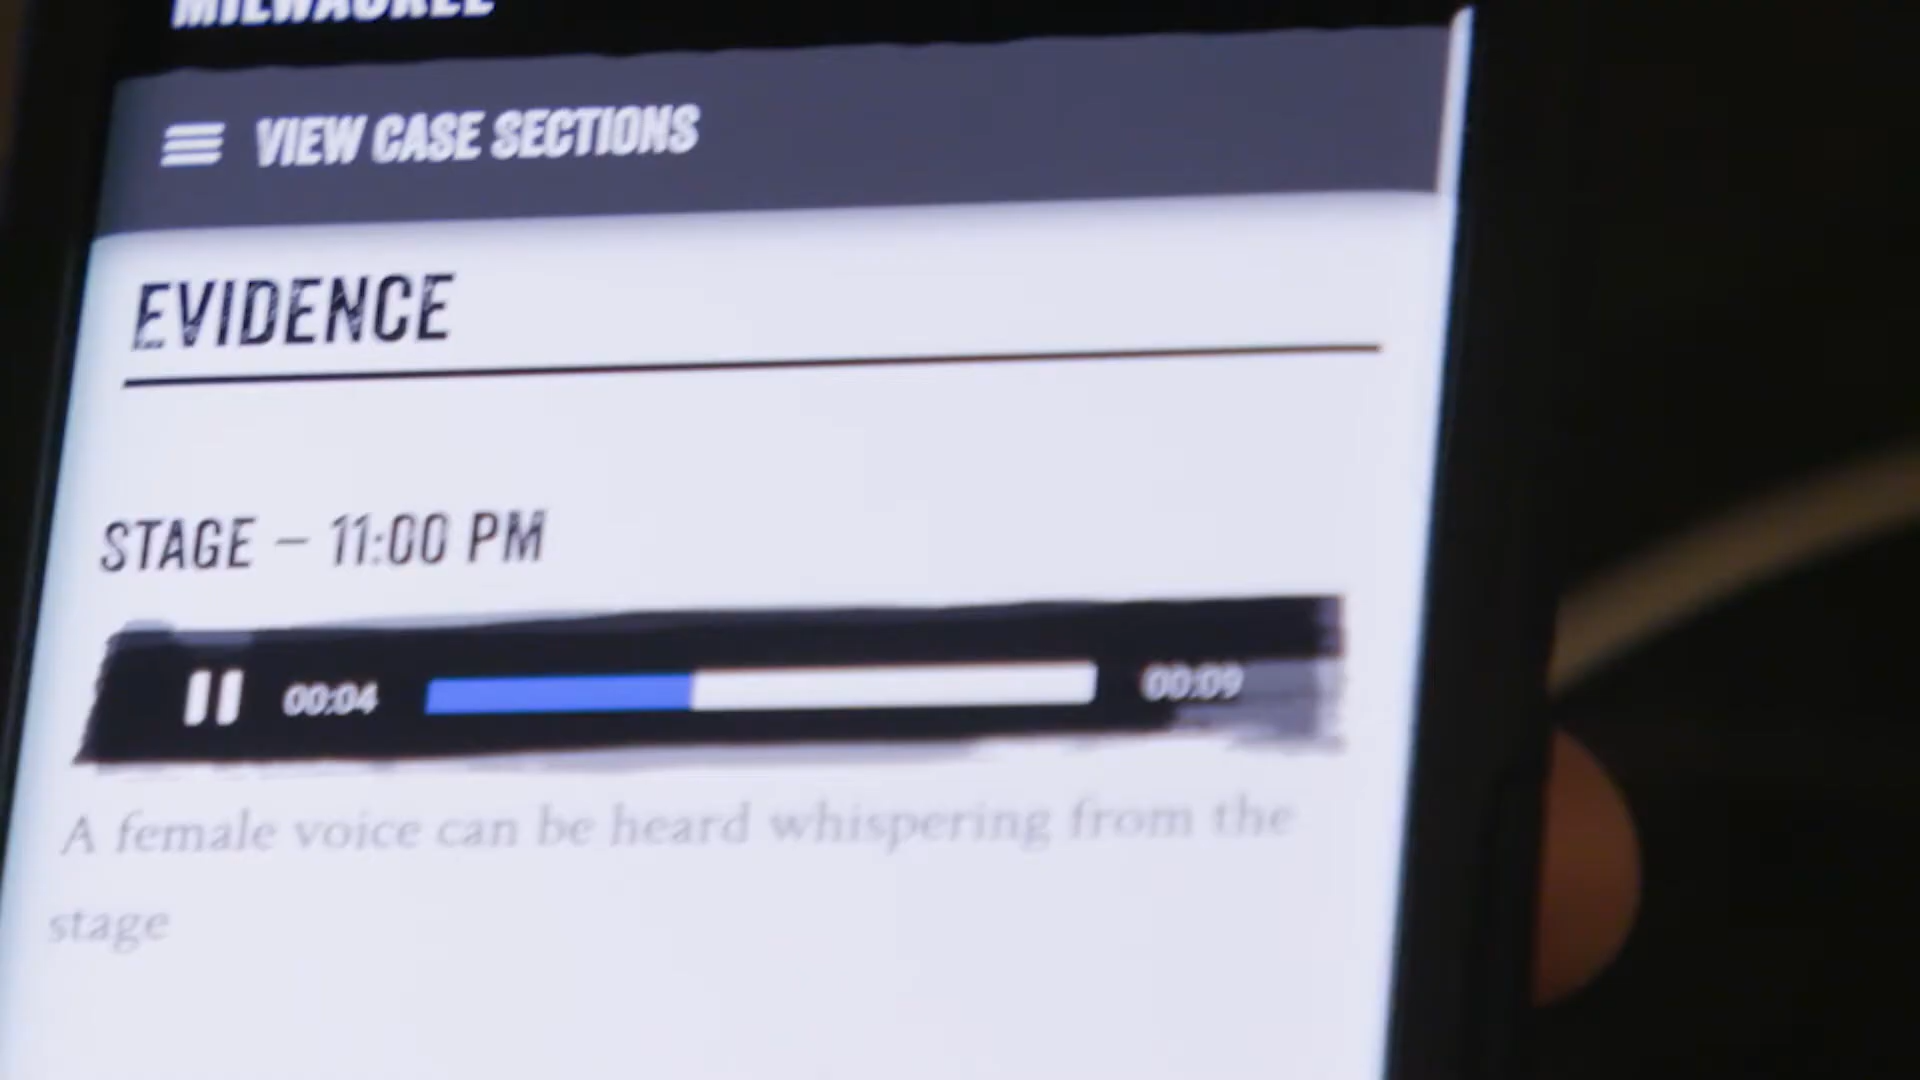 MILWAUKEE
VIEW CASE SECTIONS
EVIDENCE
STAGE – 11:00 PM
00:04 00:09
A female voice can be heard whispering from the
stage